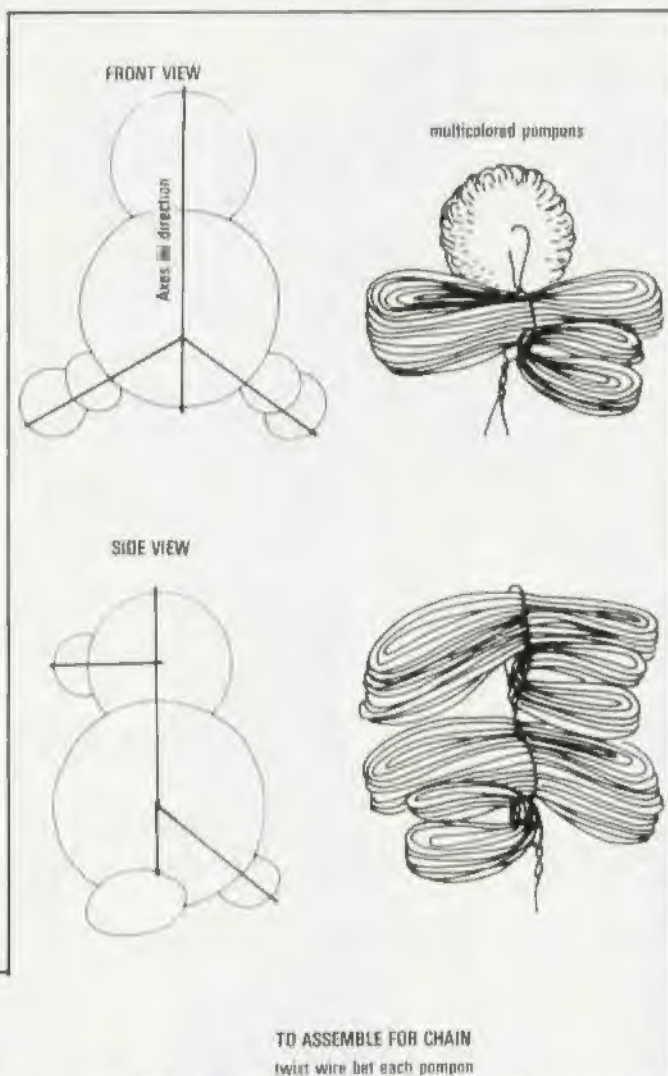 FRONT VIEW
multicolored pompons
Axes direction
SIDE VIEW
TO ASSEMBLE FOR CHAIN
twist wire bet each pompon